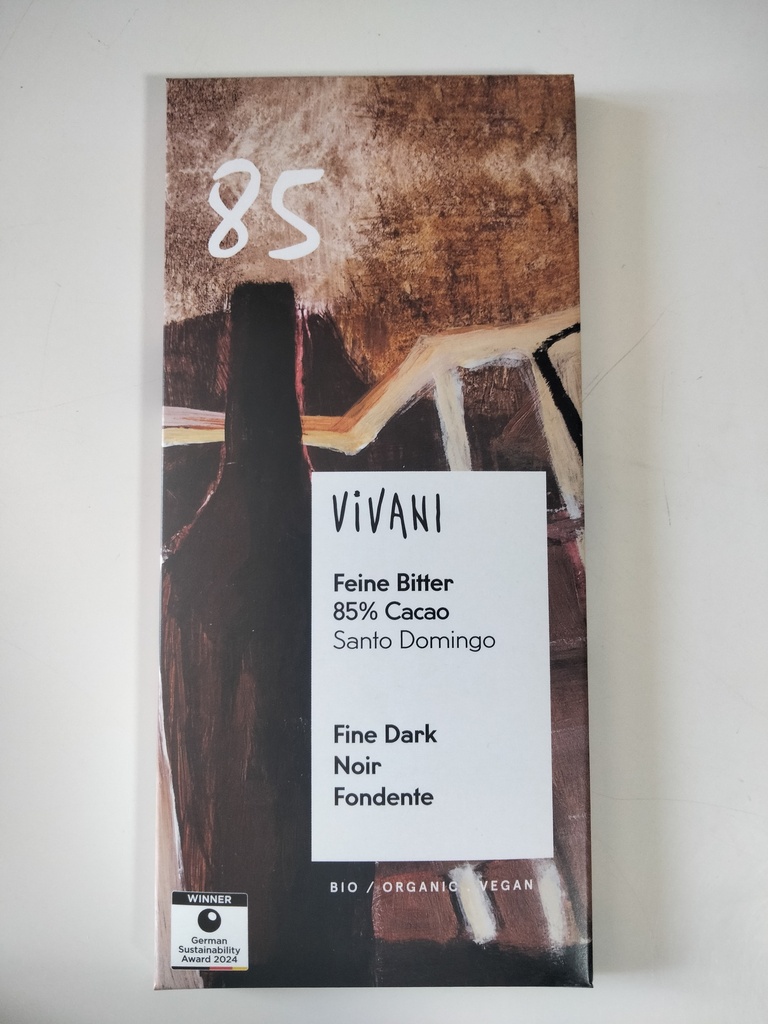 85
ViVANI
Feine Bitter
85% Cacao
Santo Domingo
Fine Dark
Noir
Fondente
BIO / ORGANIC . VEGAN
WINNER
German
Sustainability
Award 2024